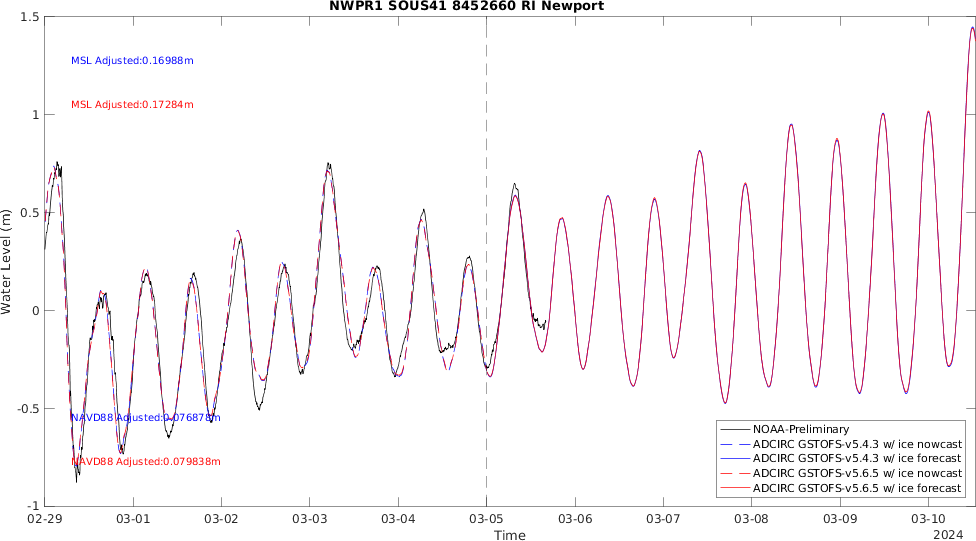 NWPR1 SOUS41 8452660 RI Newport
1.5
MSL Adjusted:0.16988m
MSL Adjusted:0.17284m
1
0.5
Water Level (m)
0
-0.5
NAVD88 Adjusted:0.076878m
NAVD88 Adjusted:0.079838m
NOAA-Preliminary
ADCIRC GSTOFS-v5.4.3 w/ ice nowcast
ADCIRC GSTOFS-v5.4.3 w/ ice forecast
ADCIRC GSTOFS-v5.6.5 w/ ice nowcast
ADCIRC GSTOFS-v5.6.5 w/ ice forecast
-1
02-29 03-01 03-02 03-03 03-04 03-05 03-06 03-07 03-08 03-09 03-10
Time
2024